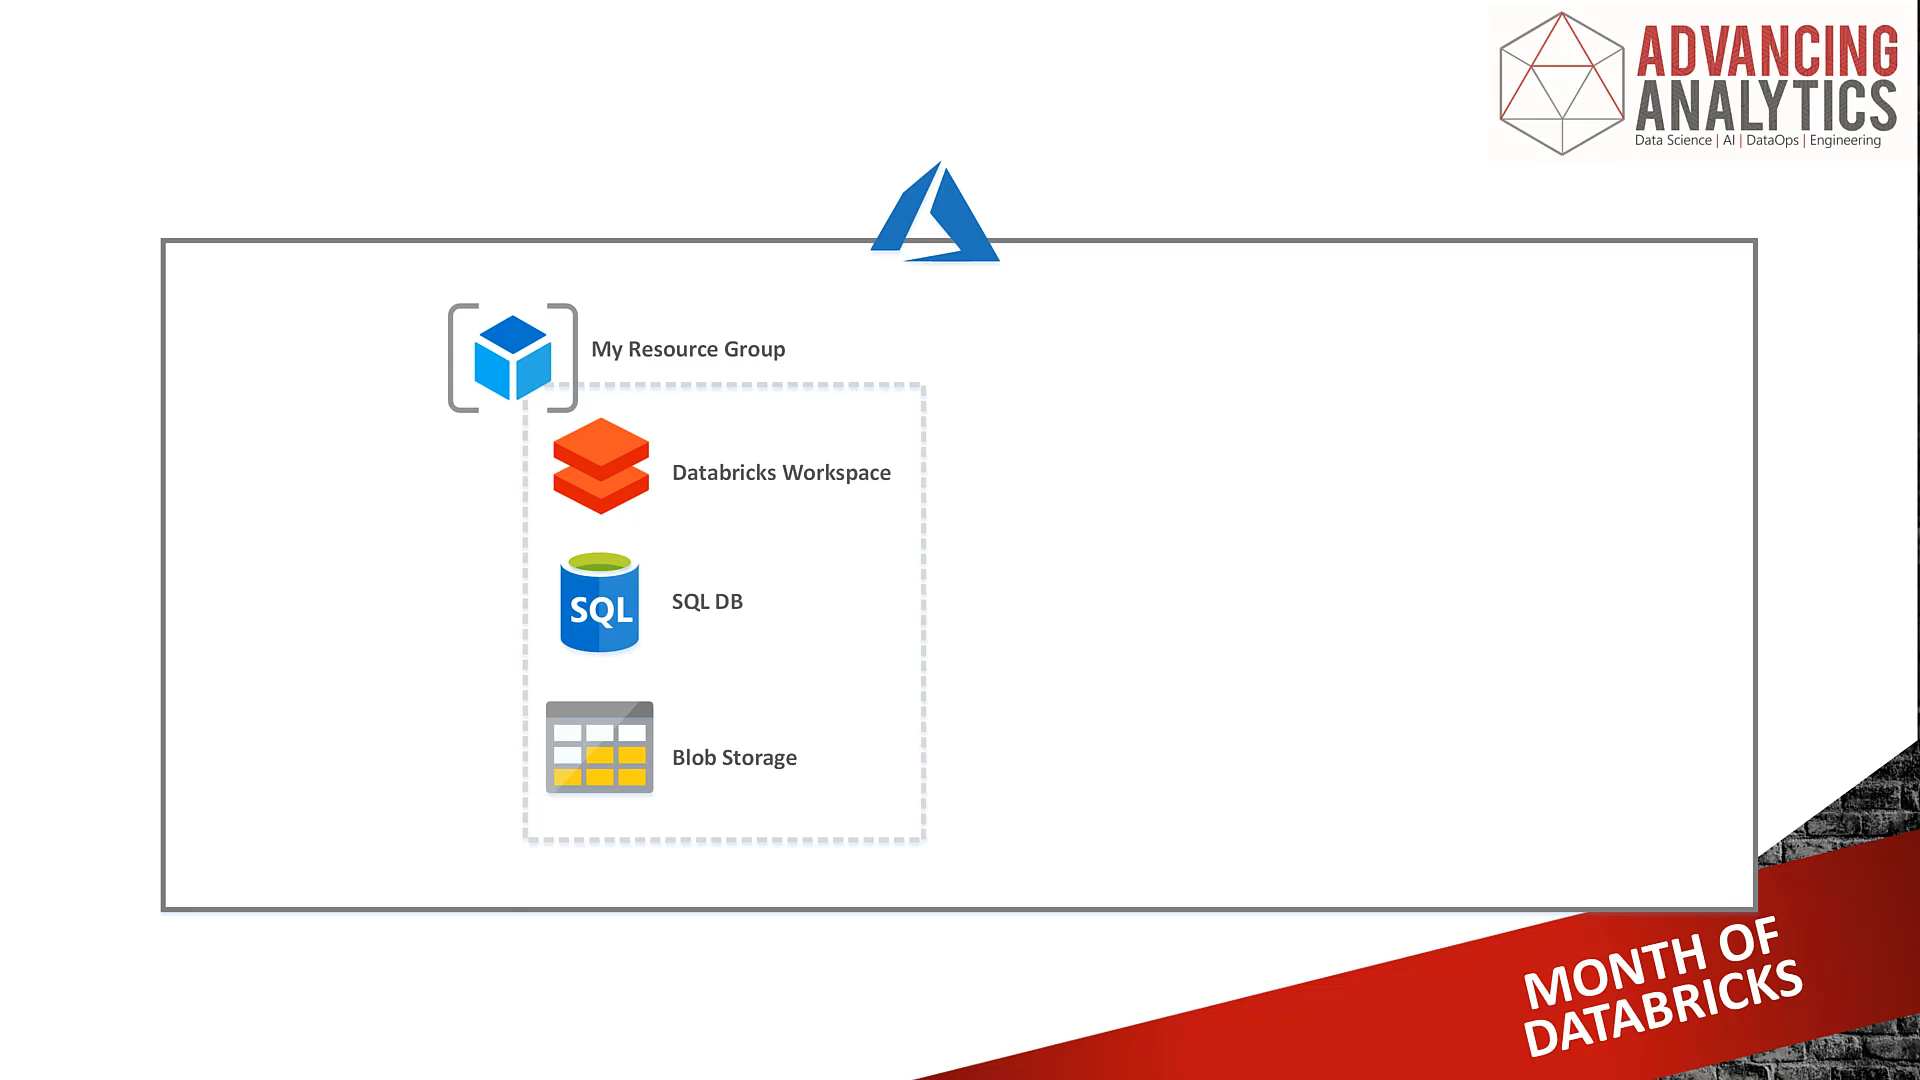 ADVANCING
ANALYTICS
Data Science | AI | DataOps | Engineering
My Resource Group
Databricks Workspace
SQL
SQL DB
Blob Storage
MONTH OF
DATABRICKS